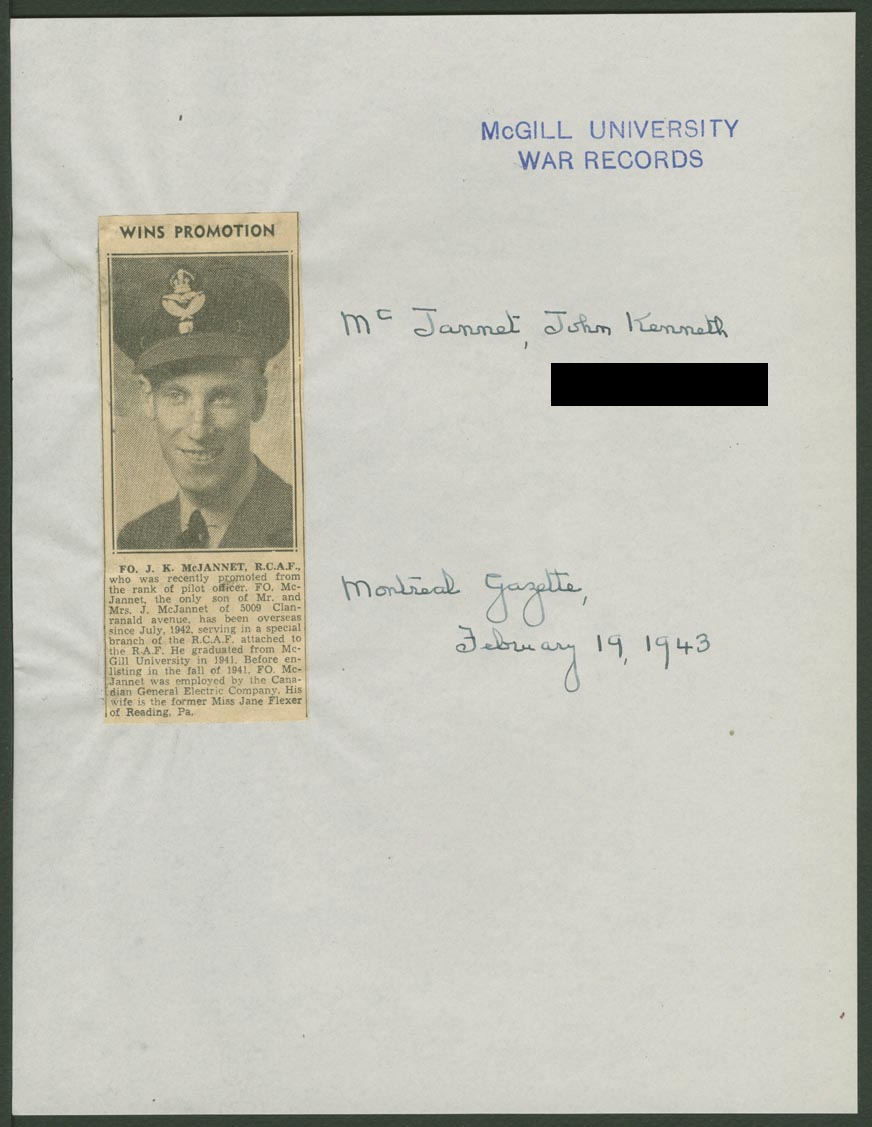 McGILL UNIVERSITY
WAR RECORDS
WINS PROMOTION
Mc Jannet, John Kenneth
FO. J. K. McJANNET, R.C.A.F.,
who was recently promoted from
the rank of pilot officer. FO. Mc-
Jannet, the only son of Mr. and
Mrs. J. McJannet of 5009 Clan-
ranald avenue, has been overseas
since July, 1942, serving in a special
branch of the R.C.A.F. attached to
the R.A.F. He graduated from Mc-
Gill University in 1941. Before en-
listing in the fall of 1941, FO. Mc-
Jannet was employed by the Cana-
dian General Electric Company. His
wife is the former Miss Jane Flexer
of Reading, Pa.
Montreal Gazette,
February 19, 1943